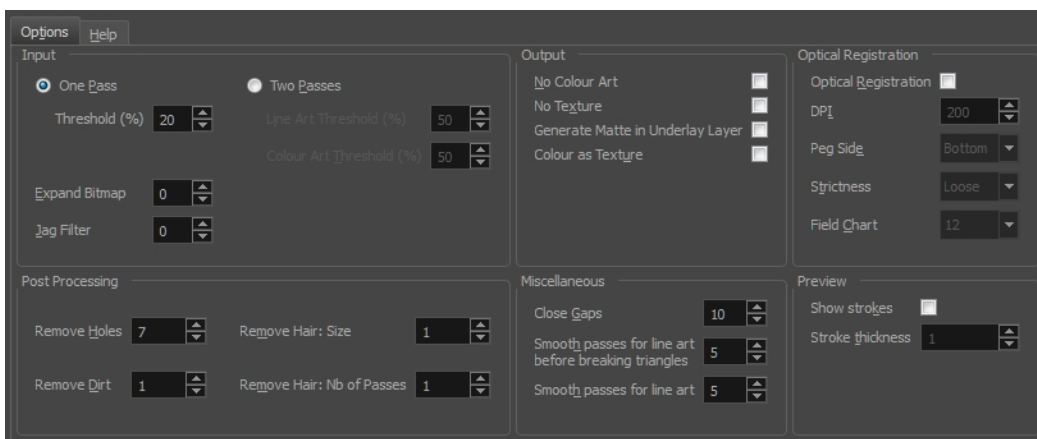 Options Help
Input
One Pass
Two Passes
Threshold (%) 20
Line Art Threshold (%) 50
Colour Art Threshold (%) 50
Expand Bitmap 0
Jag Filter 0
Output
No Colour Art
No Texture
Generate Matte in Underlay Layer
Colour as Texture
Optical Registration
Optical Registration
DPI 200
Peg Side Bottom
Strictness Loose
Field Chart 12
Post Processing
Remove Holes 7
Remove Hair: Size 1
Remove Dirt 1
Remove Hair: Nb of Passes 1
Miscellaneous
Close Gaps 10
Smooth passes for line art
before breaking triangles 5
Smooth passes for line art 5
Preview
Show strokes
Stroke thickness 1